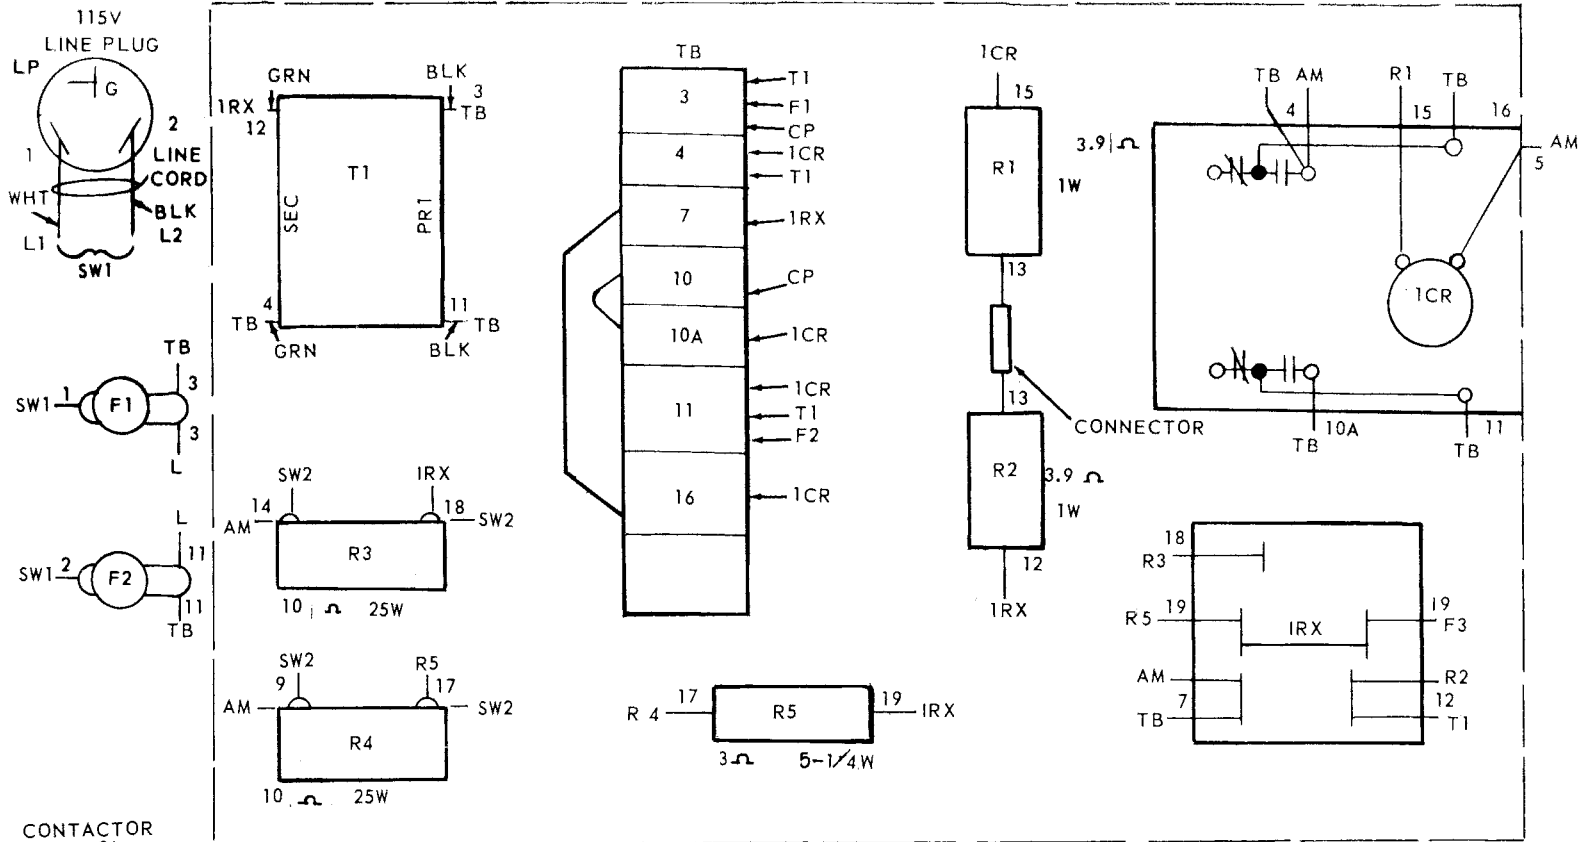 115V
LINE PLUG
LP
G
1
2
LINE
CORD
WHT
BLK
L1
L2
SW1
GRN
BLK
3
1RX
12
TB
T1
SEC
PR1
4
11
TB
TB
GRN
BLK
TB
3
T1
F1
CP
4
1CR
T1
7
1RX
10
CP
10A
1CR
11
1CR
T1
F2
16
1CR
1CR
15
R1
3.9 Ω
1W
13
13
CONNECTOR
R2
3.9 Ω
1W
12
1RX
TB AM R1 TB
4 15 16
AM
5
1CR
10A
TB
11
TB
TB
1 3
SW1 F1
3
L
L
2 11
SW1 F2
11
TB
SW2 IRX
14 18
AM SW2
R3
10 Ω 25W
SW2 R5
9 17
AM SW2
R4
10 Ω 25W
17 19
R 4 R5 IRX
3Ω 5-1/4W
18
R3
19 19
R5 IRX F3
AM R2
7 12
TB T1
CONTACTOR